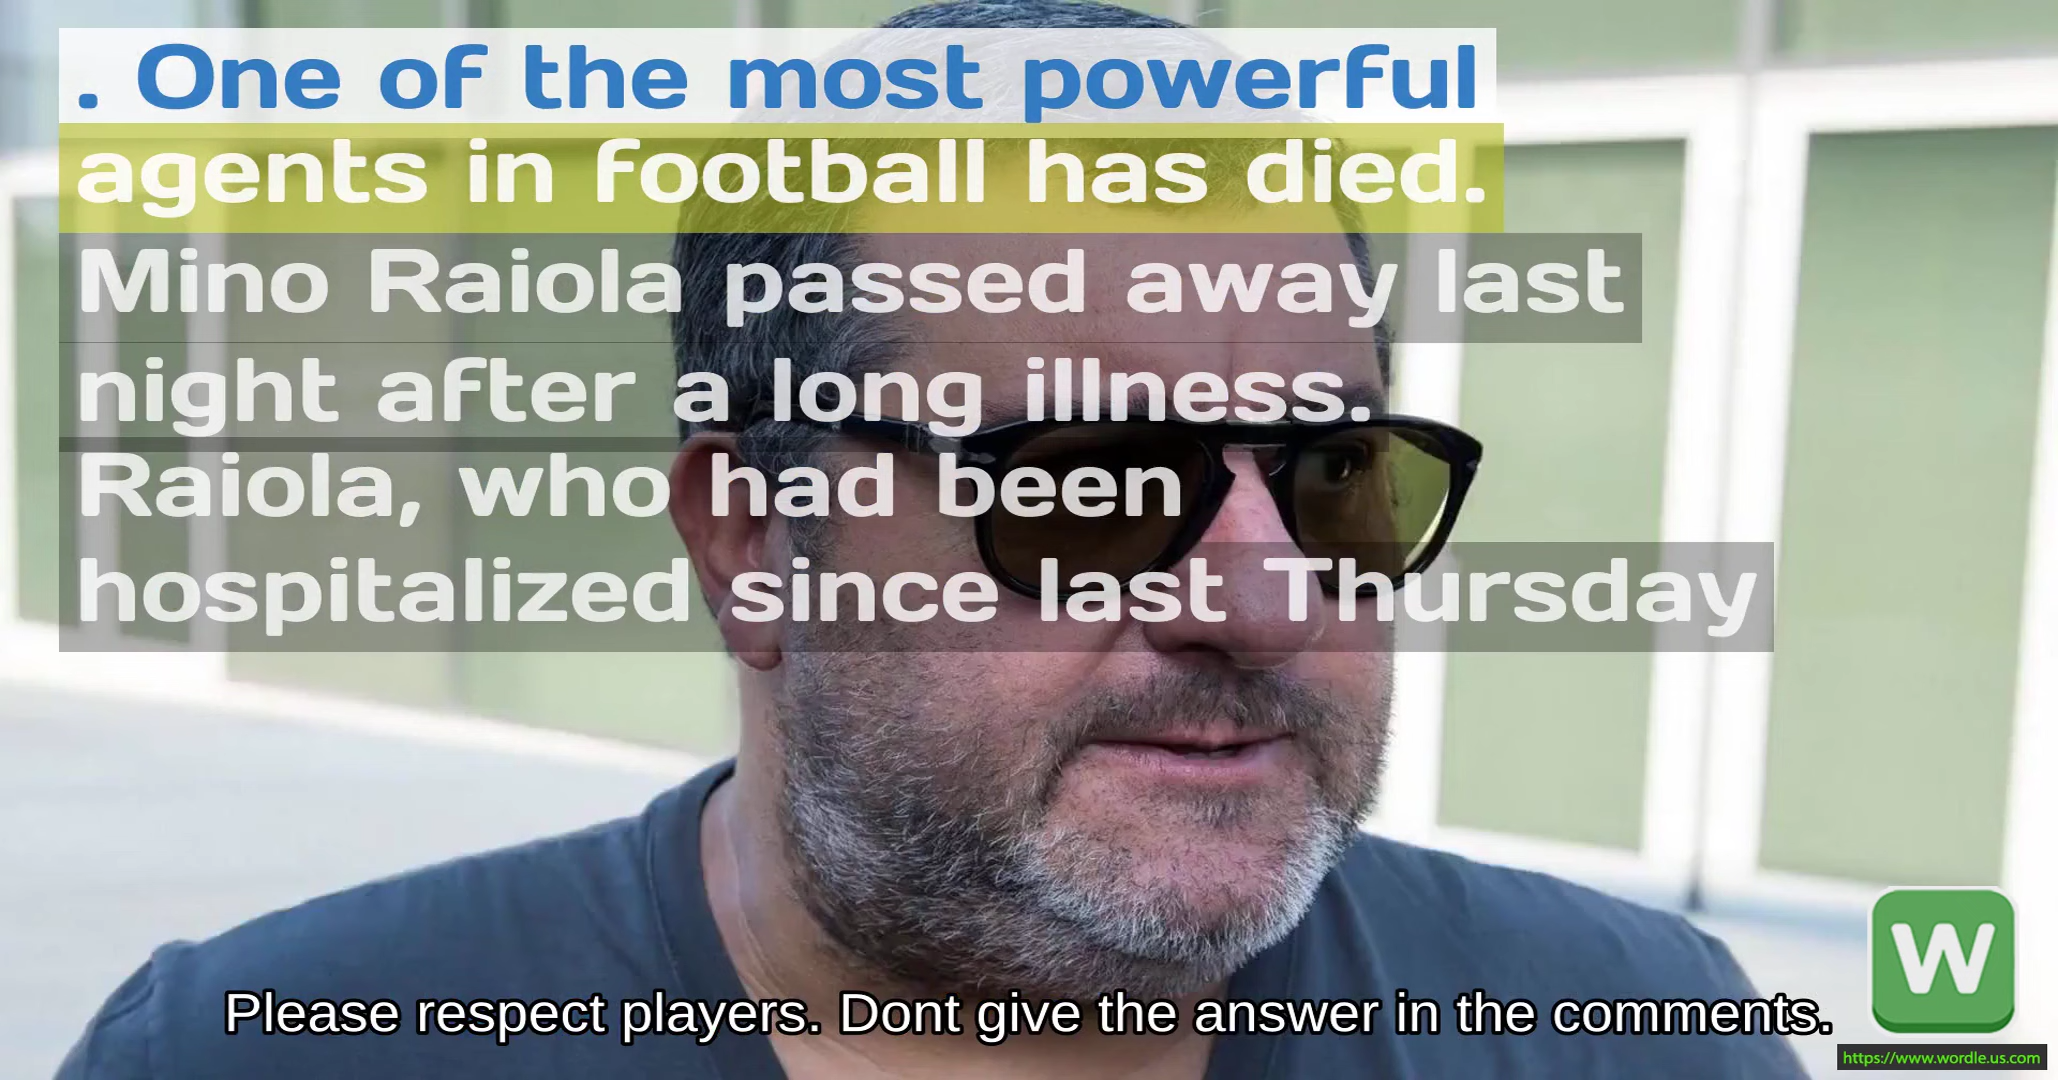 . One of the most powerful
agents in football has died.
Mino Raiola passed away last
night after a long illness.
Raiola, who had been
hospitalized since last Thursday
Please respect players. Dont give the answer in the comments.
W
https://www.wordle.us.com